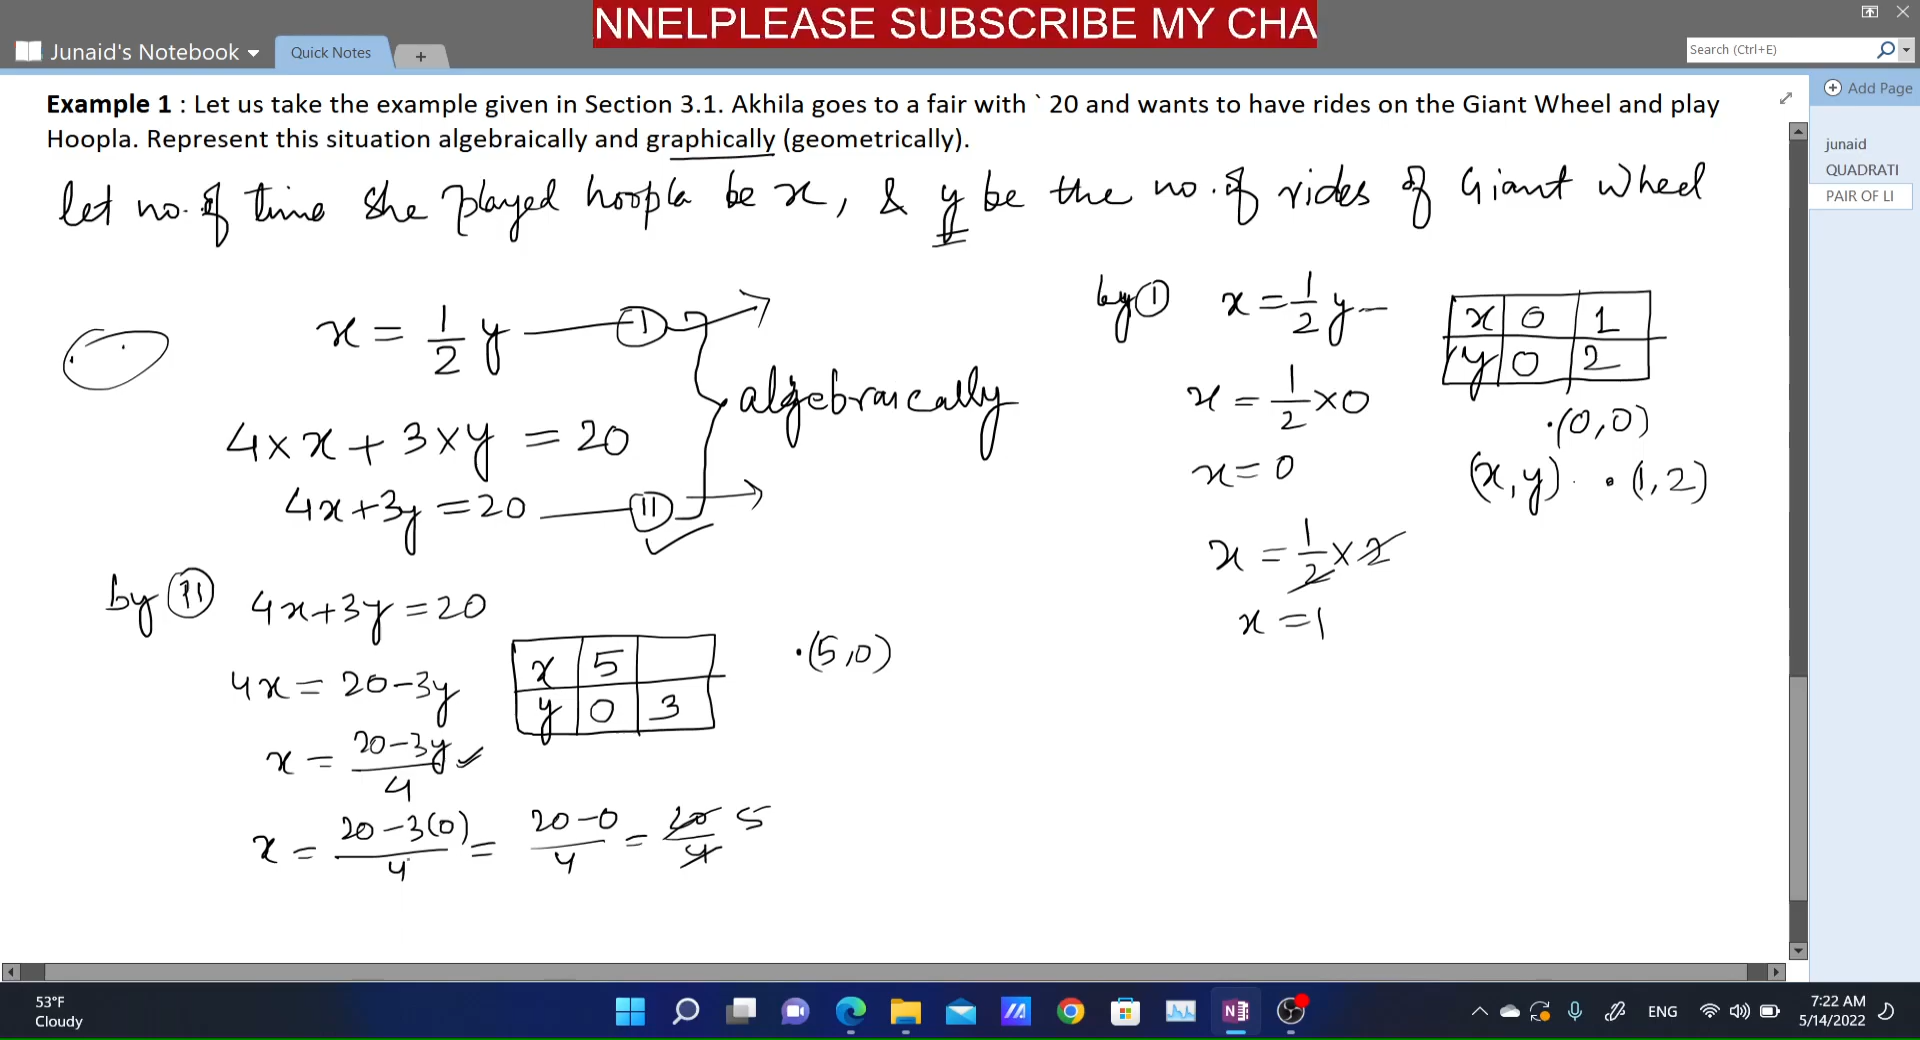 NNELPLEASE SUBSCRIBE MY CHA
Junaid's Notebook
Quick Notes
+
Search (Ctrl+E)
Add Page
junaid
QUADRATI
PAIR OF LI
Example 1 : Let us take the example given in Section 3.1. Akhila goes to a fair with ` 20 and wants to have rides on the Giant Wheel and play
Hoopla. Represent this situation algebraically and graphically (geometrically).
let no. of time she played hoopla be x, & y be the no. of rides of Giant Wheel
x = 1/2 y — I
4 × x + 3 × y = 20
4x + 3y = 20 — II
algebraically
by II 4x + 3y = 20
4x = 20 - 3y
x = (20 - 3y)/4
x = (20 - 3(0))/4 = (20 - 0)/4 = 20/4 5
x 5
y 0 3
.(5,0)
by I x = 1/2 y -
x = 1/2 × 0
x = 0
x = 1/2 × 2
x = 1
x 0 1
y 0 2
.(0,0)
(x,y) . (1,2)
53°F
Cloudy
ENG
7:22 AM
5/14/2022